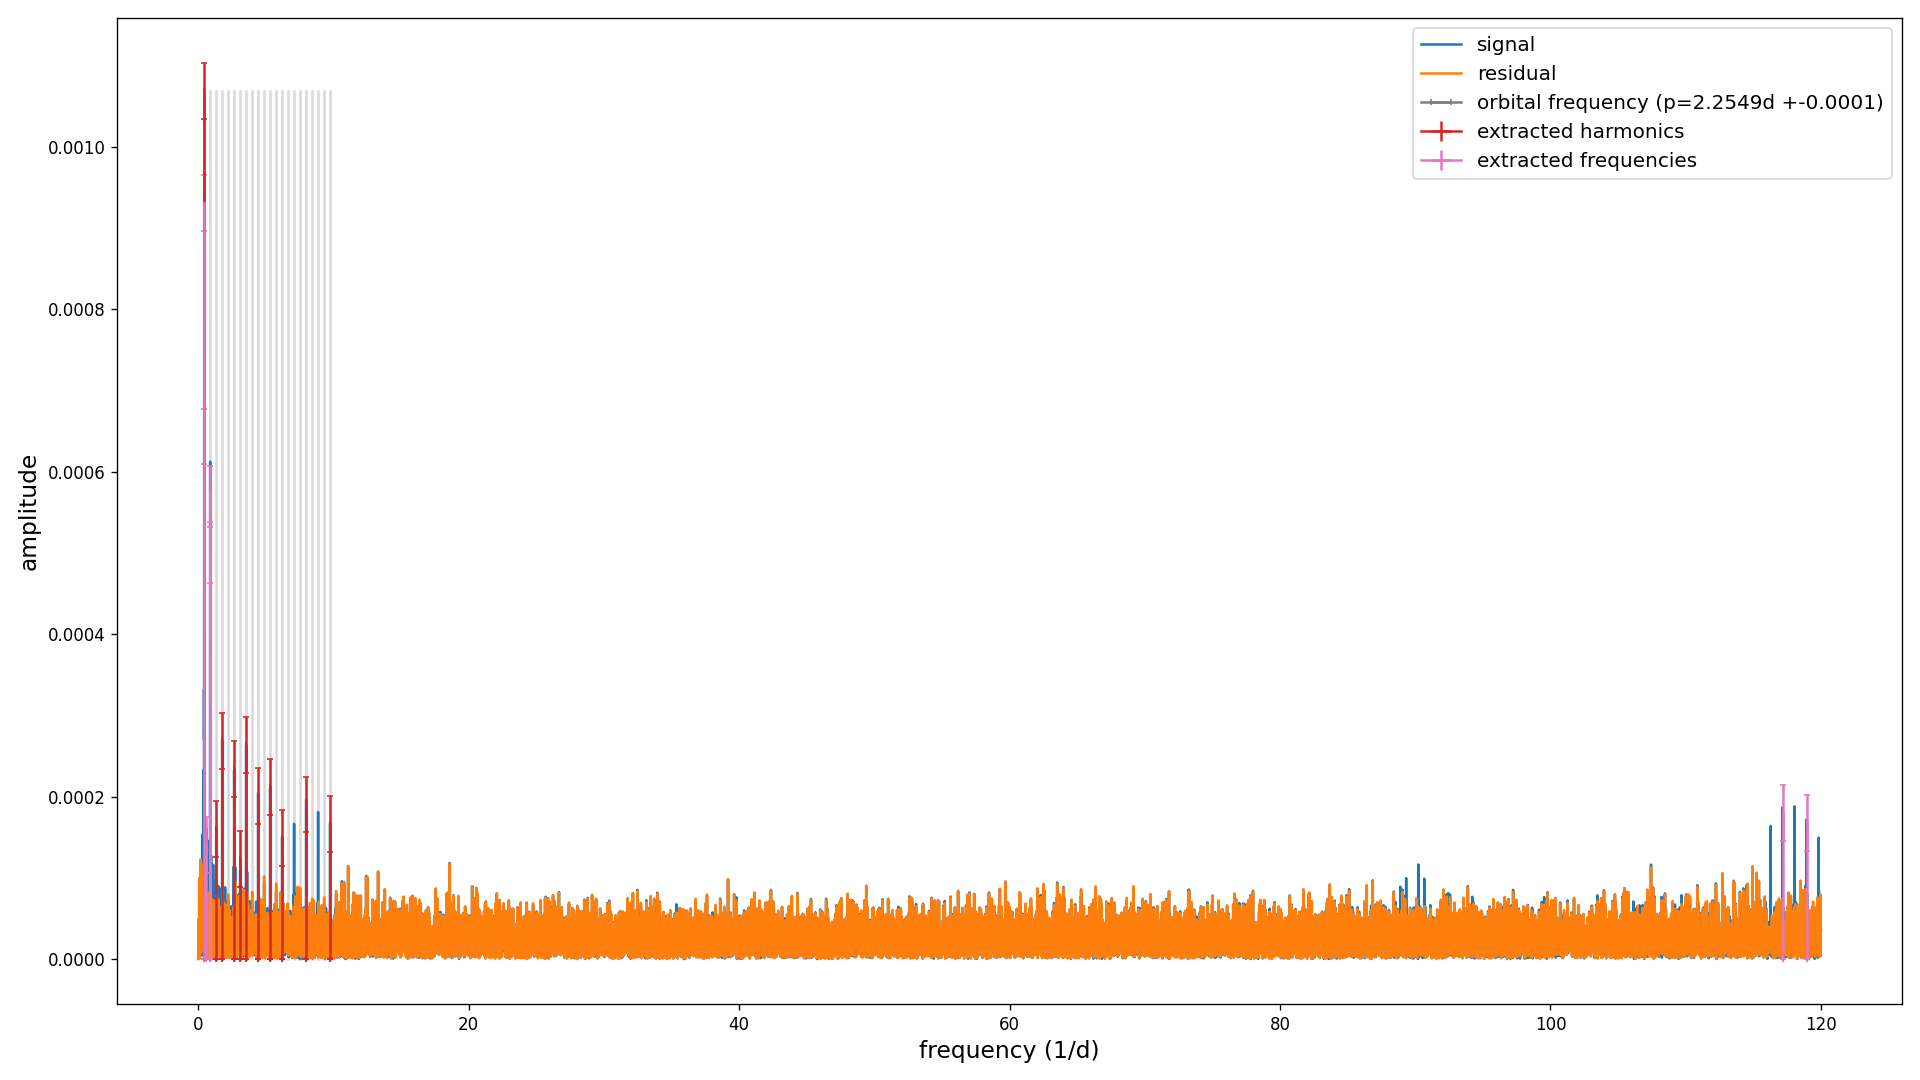 signal
residual
orbital frequency (p=2.2549d +-0.0001)
extracted harmonics
extracted frequencies
0.0010
0.0008
0.0006
0.0004
0.0002
0.0000
amplitude
0 20 40 60 80 100 120
frequency (1/d)